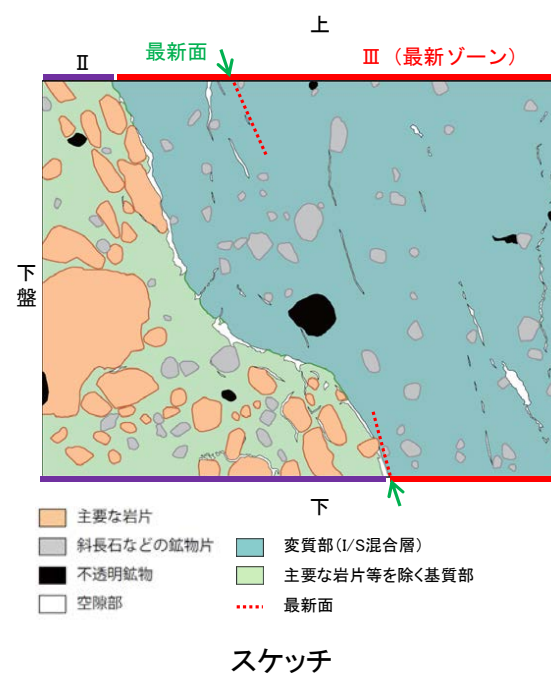 上
最新面
Ⅱ
Ⅲ（最新ゾーン）
下
盤
下
主要な岩片
斜長石などの鉱物片
不透明鉱物
空隙部
変質部(I/S混合層)
主要な岩片等を除く基質部
最新面
スケッチ